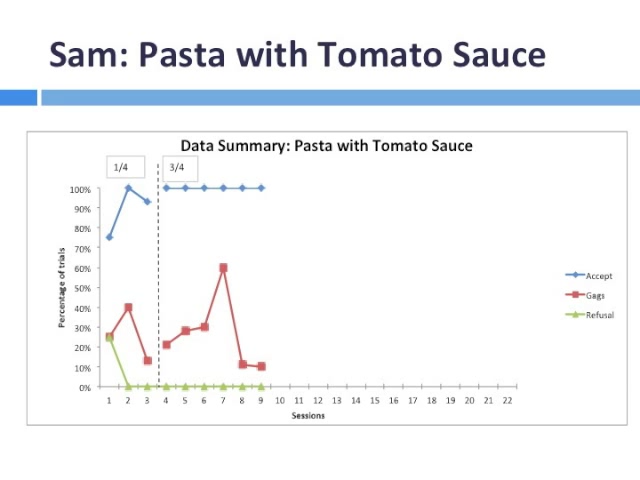 Sam: Pasta with Tomato Sauce
Data Summary: Pasta with Tomato Sauce
1/4
3/4
100%
90%
80%
70%
60%
50%
40%
30%
20%
10%
0%
Percentage of trials
1 2 3 4 5 6 7 8 9 10 11 12 13 14 15 16 17 18 19 20 21 22
Sessions
Accept
Gags
Refusal